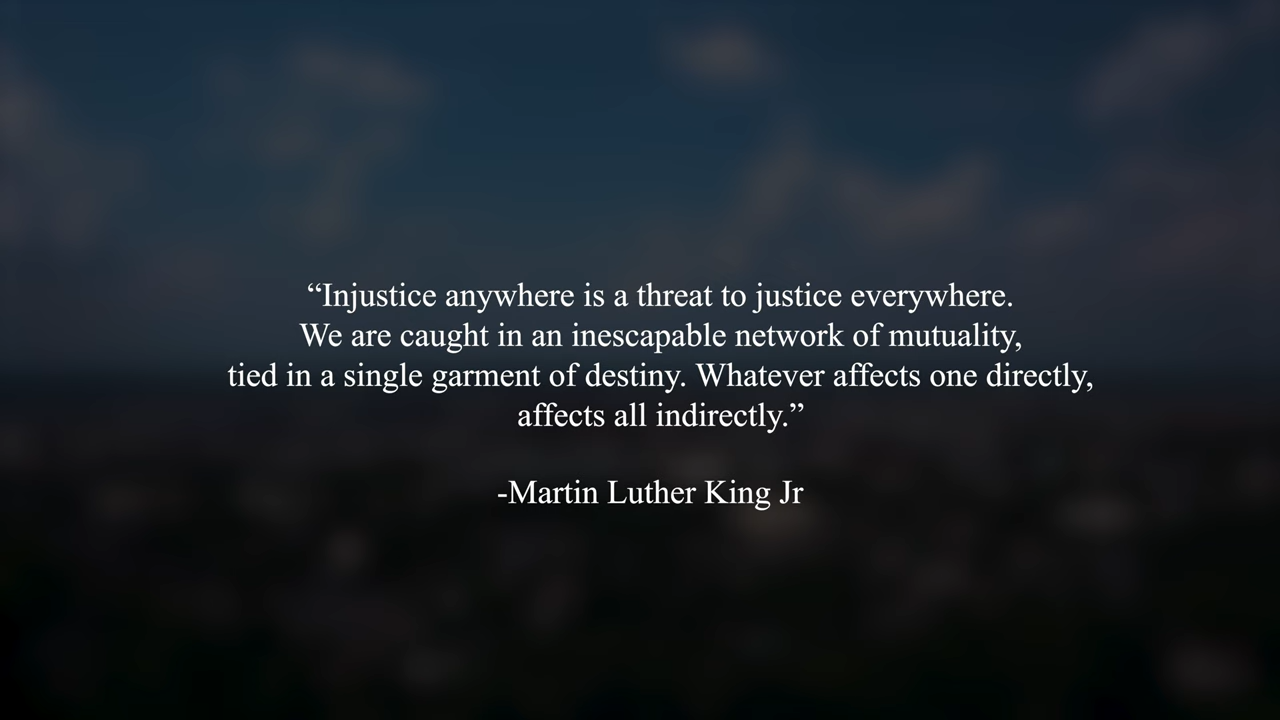 “Injustice anywhere is a threat to justice everywhere.
We are caught in an inescapable network of mutuality,
tied in a single garment of destiny. Whatever affects one directly,
affects all indirectly.”
-Martin Luther King Jr